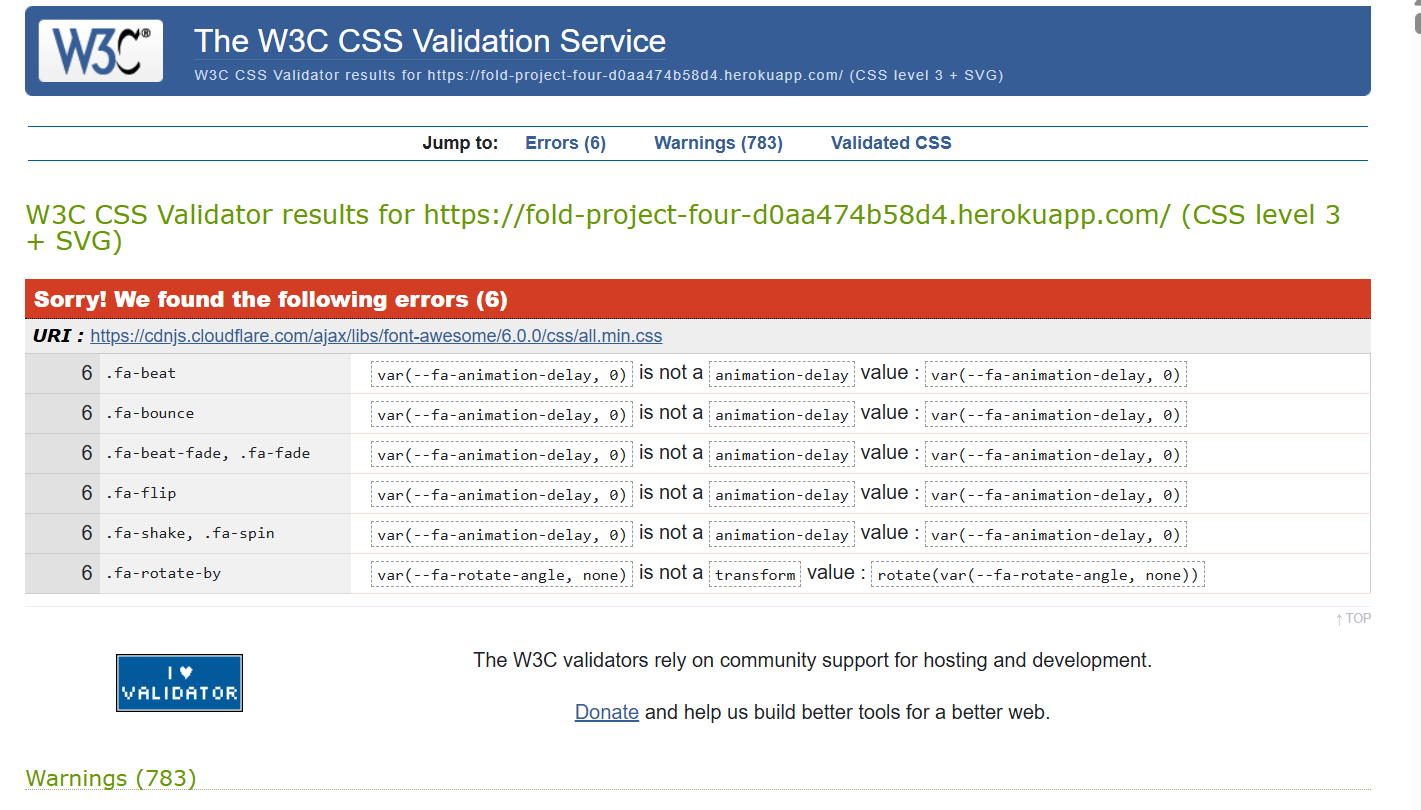 W3C®
The W3C CSS Validation Service
W3C CSS Validator results for https://fold-project-four-d0aa474b58d4.herokuapp.com/ (CSS level 3 + SVG)
Jump to: Errors (6) Warnings (783) Validated CSS
W3C CSS Validator results for https://fold-project-four-d0aa474b58d4.herokuapp.com/ (CSS level 3
+ SVG)
Sorry! We found the following errors (6)
URI : https://cdnjs.cloudflare.com/ajax/libs/font-awesome/6.0.0/css/all.min.css
6 .fa-beat var(--fa-animation-delay, 0) is not a animation-delay value : var(--fa-animation-delay, 0)
6 .fa-bounce var(--fa-animation-delay, 0) is not a animation-delay value : var(--fa-animation-delay, 0)
6 .fa-beat-fade, .fa-fade var(--fa-animation-delay, 0) is not a animation-delay value : var(--fa-animation-delay, 0)
6 .fa-flip var(--fa-animation-delay, 0) is not a animation-delay value : var(--fa-animation-delay, 0)
6 .fa-shake, .fa-spin var(--fa-animation-delay, 0) is not a animation-delay value : var(--fa-animation-delay, 0)
6 .fa-rotate-by var(--fa-rotate-angle, none) is not a transform value : rotate(var(--fa-rotate-angle, none))
↑ TOP
I ♥
VALIDATOR
The W3C validators rely on community support for hosting and development.
Donate and help us build better tools for a better web.
Warnings (783)